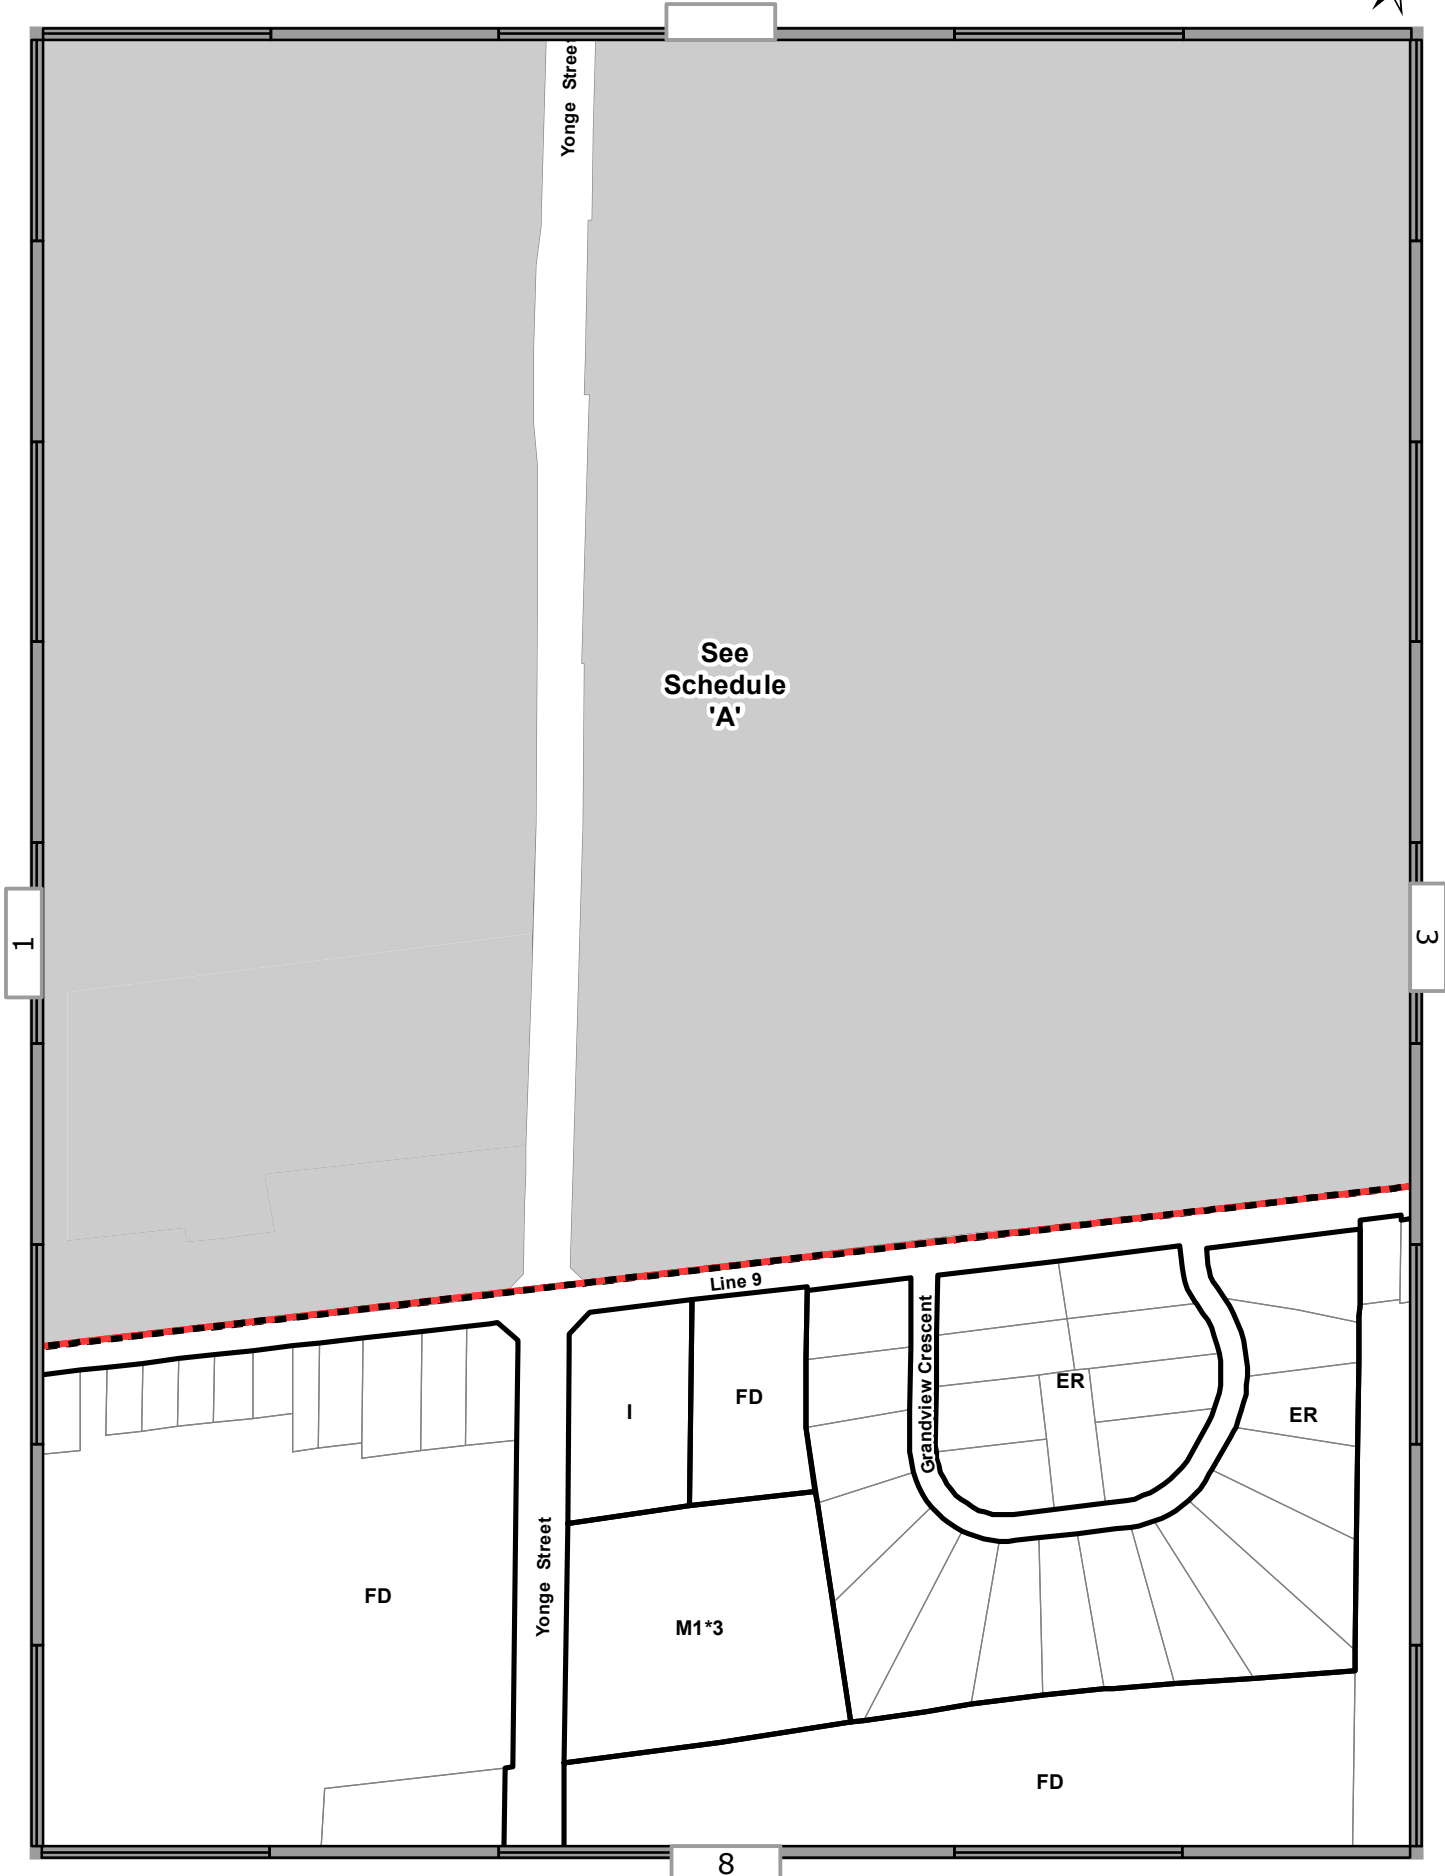 Yonge Street
See
Schedule
'A'
1
3
Line 9
Grandview Crescent
ER
FD
I
ER
Yonge Street
FD
M1*3
FD
8